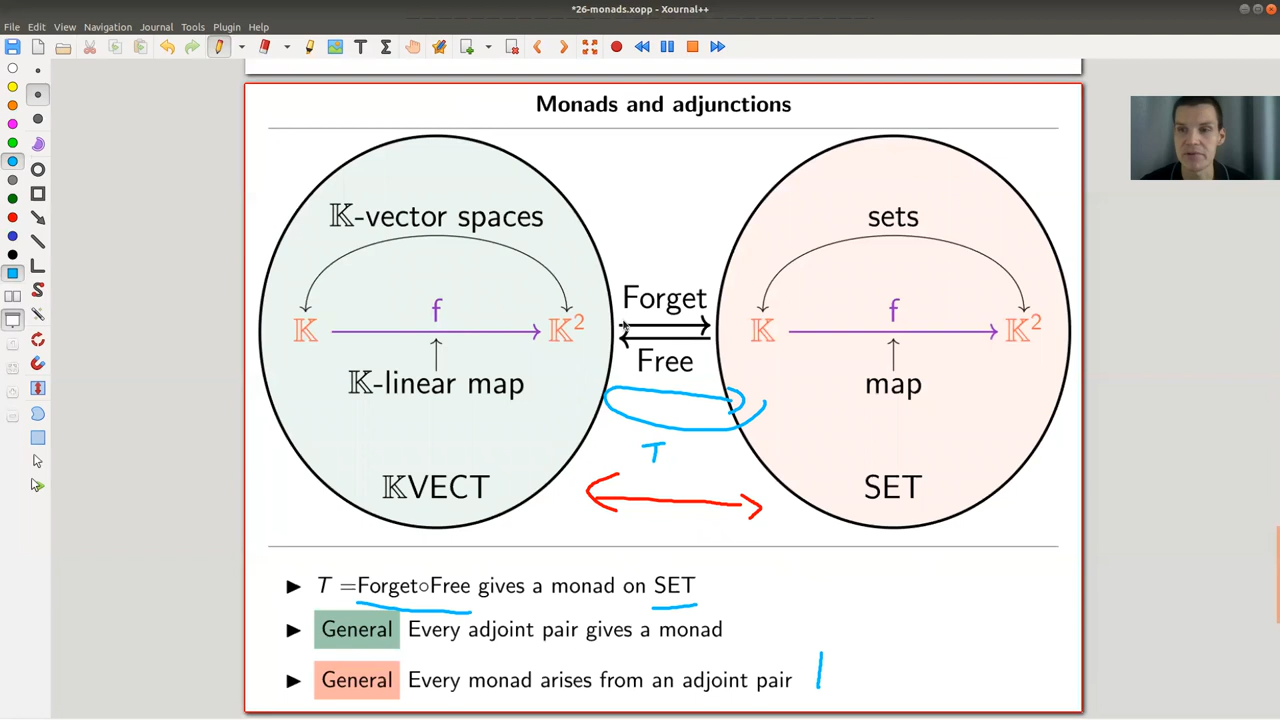 *26-monads.xopp - Xournal++
File Edit View Navigation Journal Tools Plugin Help
Monads and adjunctions
𝕂-vector spaces
sets
Forget
f
f
𝕂
𝕂²
𝕂
𝕂²
Free
𝕂-linear map
map
T
𝕂VECT
SET
► T =Forget∘Free gives a monad on SET
► General Every adjoint pair gives a monad
► General Every monad arises from an adjoint pair